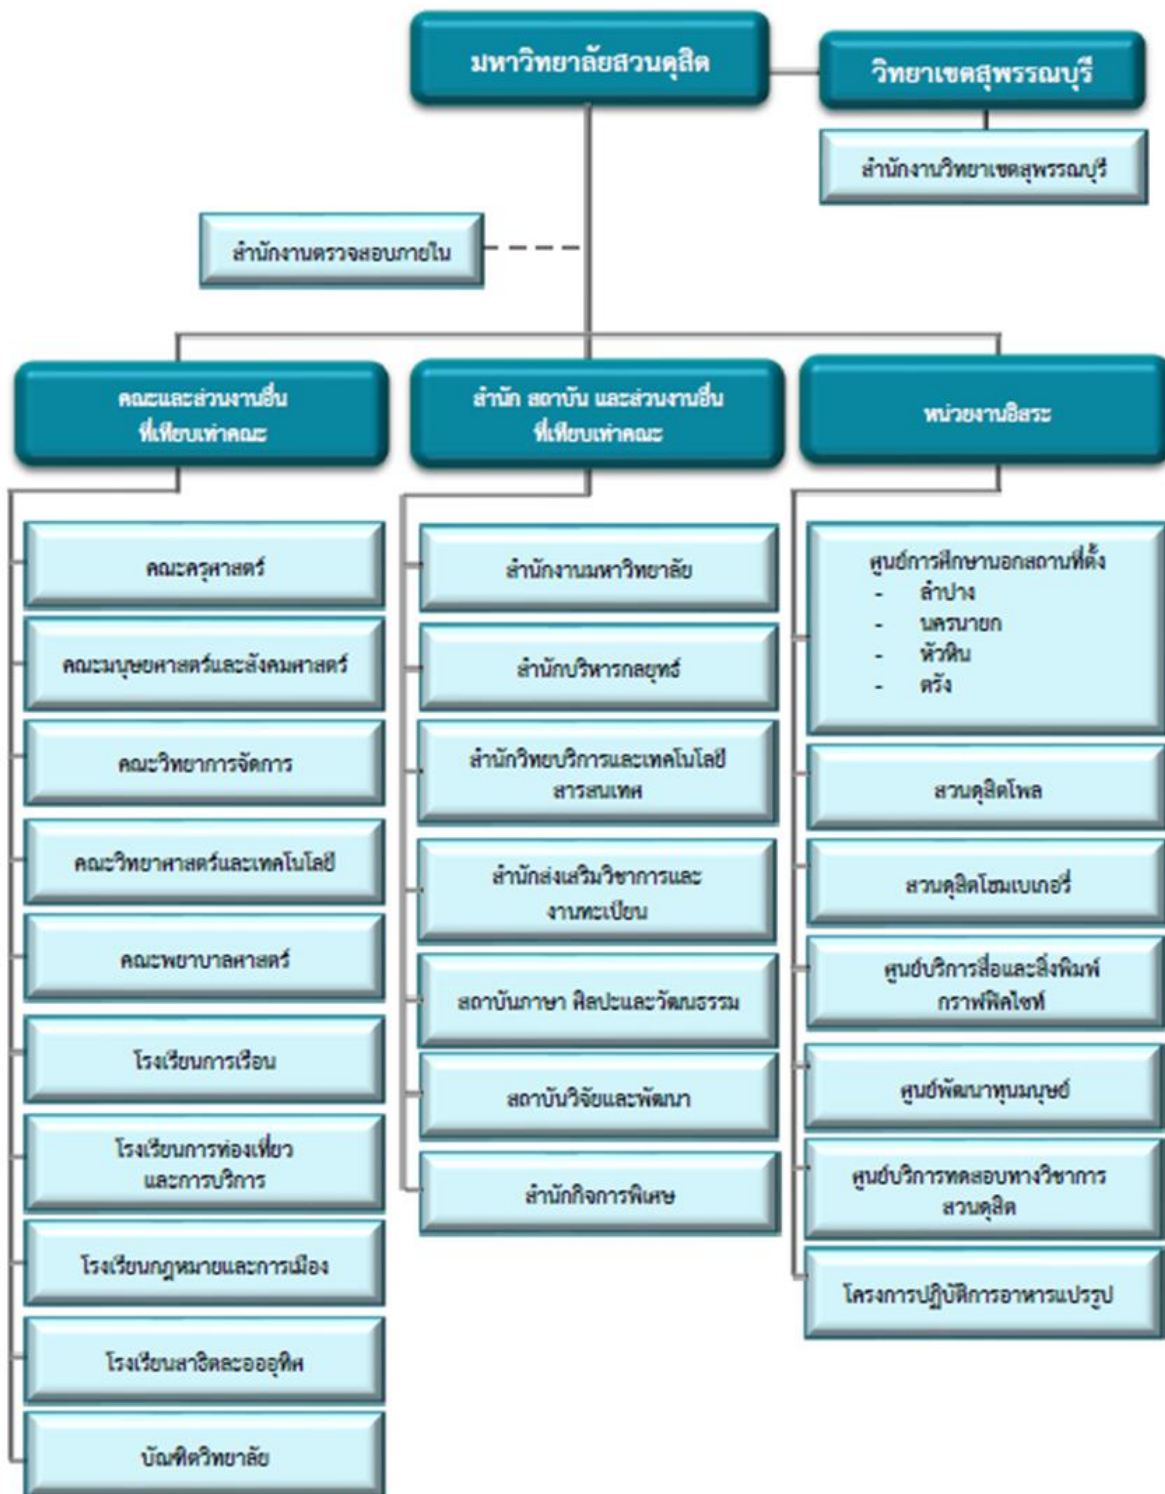 มหาวิทยาลัยสวนดุสิต
วิทยาเขตสุพรรณบุรี
สำนักงานวิทยาเขตสุพรรณบุรี
สำนักงานตรวจสอบภายใน
คณะและส่วนงานอื่น
ที่เทียบเท่าคณะ
คณะครุศาสตร์
คณะมนุษยศาสตร์และสังคมศาสตร์
คณะวิทยาการจัดการ
คณะวิทยาศาสตร์และเทคโนโลยี
คณะพยาบาลศาสตร์
โรงเรียนการเรือน
โรงเรียนการท่องเที่ยว
และการบริการ
โรงเรียนกฎหมายและการเมือง
โรงเรียนสาธิตละอออุทิศ
บัณฑิตวิทยาลัย
สำนัก สถาบัน และส่วนงานอื่น
ที่เทียบเท่าคณะ
สำนักงานมหาวิทยาลัย
สำนักบริหารกลยุทธ์
สำนักวิทยบริการและเทคโนโลยี
สารสนเทศ
สำนักส่งเสริมวิชาการและ
งานทะเบียน
สถาบันภาษา ศิลปะและวัฒนธรรม
สถาบันวิจัยและพัฒนา
สำนักกิจการพิเศษ
หน่วยงานอิสระ
ศูนย์การศึกษานอกสถานที่ตั้ง
- ลำปาง
- นครนายก
- หัวหิน
- ตรัง
สวนดุสิตโพล
สวนดุสิตโฮมเบเกอรี่
ศูนย์บริการสื่อและสิ่งพิมพ์
กราฟฟิคไซท์
ศูนย์พัฒนาทุนมนุษย์
ศูนย์บริการทดสอบทางวิชาการ
สวนดุสิต
โครงการปฏิบัติการอาหารแปรรูป